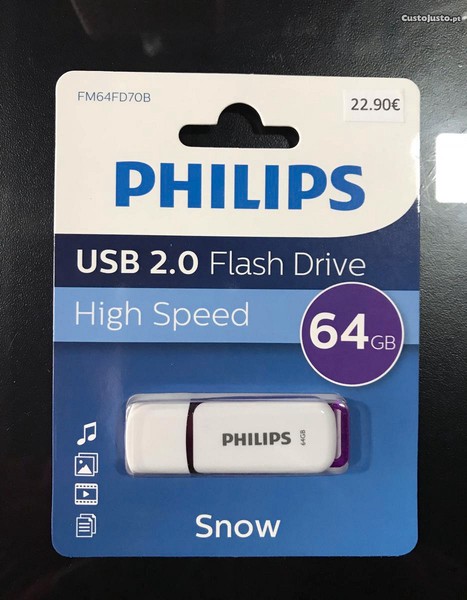 CustoJusto.pt
FM64FD70B
22.90€
PHILIPS
USB 2.0 Flash Drive
High Speed
64GB
PHILIPS 64GB
Snow